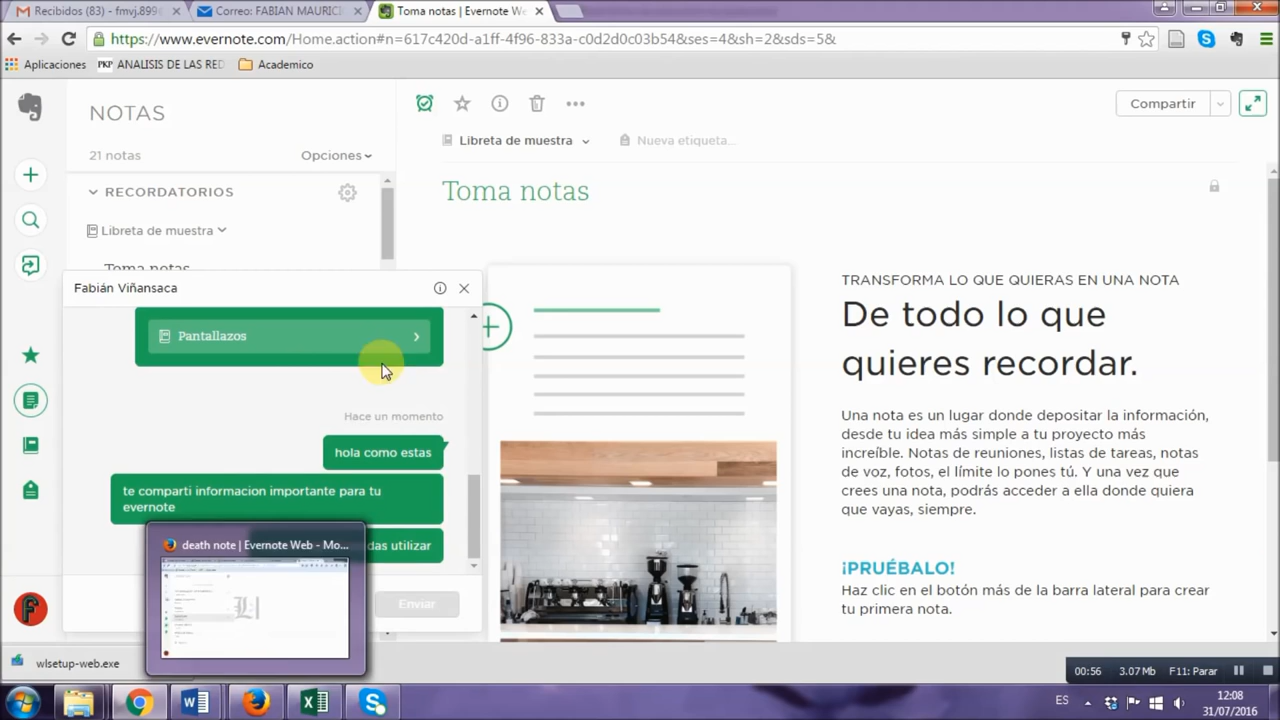 Recibidos (83) - fmvj.899
Correo: FABIAN MAURICI
Toma notas | Evernote We
https://www.evernote.com/Home.action#n=617c420d-a1ff-4f96-833a-c0d2d0c03b54&ses=4&sh=2&sds=5&
Aplicaciones
PKP ANALISIS DE LAS RED
Academico
NOTAS
21 notas
Opciones
RECORDATORIOS
Libreta de muestra
Toma notas
Compartir
Libreta de muestra
Nueva etiqueta...
Toma notas
Fabián Viñansaca
Pantallazos
Hace un momento
hola como estas
te comparti informacion importante para tu
evernote
das utilizar
death note | Evernote Web - Mo...
Enviar
TRANSFORMA LO QUE QUIERAS EN UNA NOTA
De todo lo que
quieres recordar.
Una nota es un lugar donde depositar la información,
desde tu idea más simple a tu proyecto más
increíble. Notas de reuniones, listas de tareas, notas
de voz, fotos, el límite lo pones tú. Y una vez que
crees una nota, podrás acceder a ella donde quiera
que vayas, siempre.
¡PRUÉBALO!
Haz clic en el botón más de la barra lateral para crear
tu primera nota.
wlsetup-web.exe
00:56
3.07 Mb
F11: Parar
ES
12:08
31/07/2016